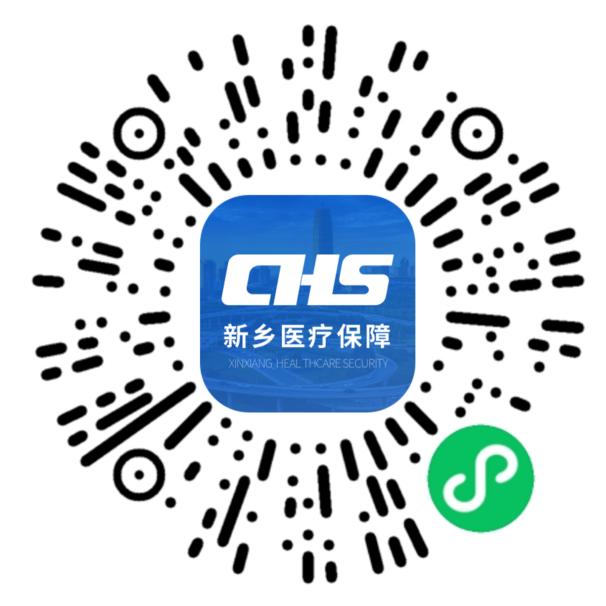 CHS
新乡医疗保障
XINXIANG HEALTHCARE SECURITY